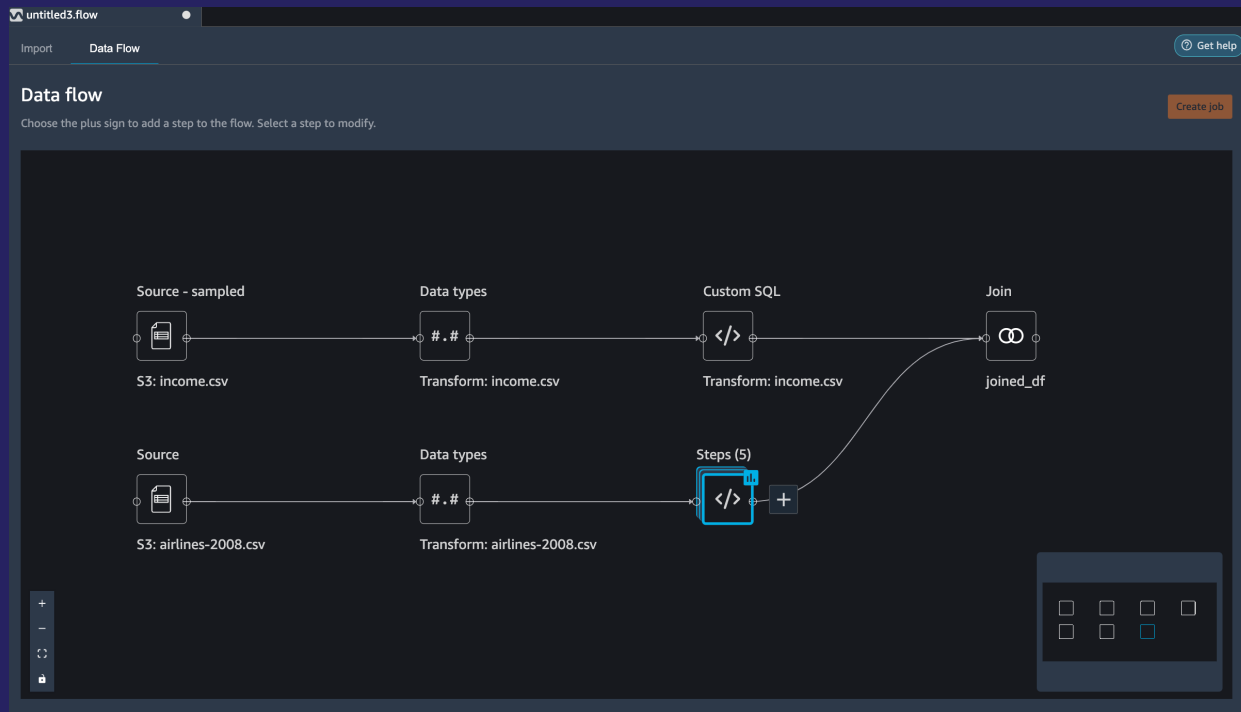 untitled3.flow
Import
Data Flow
Get help
Data flow
Create job
Choose the plus sign to add a step to the flow. Select a step to modify.
Source - sampled
Data types
Custom SQL
Join
#.#
</>
S3: income.csv
Transform: income.csv
Transform: income.csv
joined_df
Source
Data types
Steps (5)
#.#
</>
+
S3: airlines-2008.csv
Transform: airlines-2008.csv
+
−